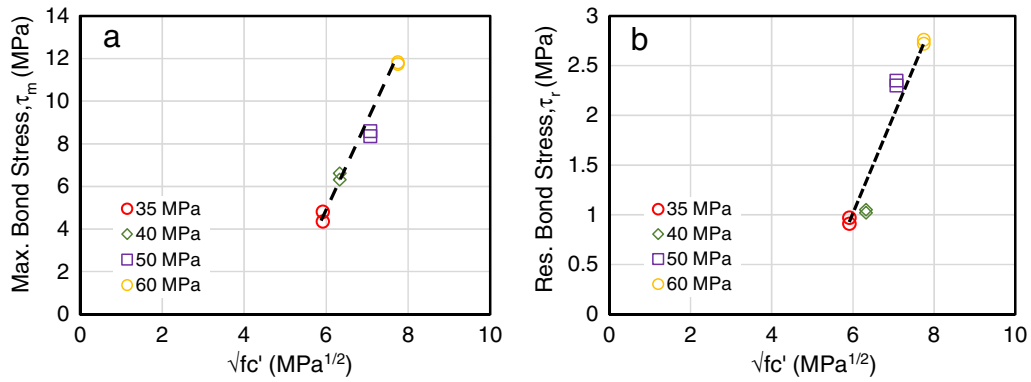 a
Max. Bond Stress,τm (MPa)
14
12
10
8
6
4
2
0
35 MPa
40 MPa
50 MPa
60 MPa
0 2 4 6 8 10
√fc' (MPa1/2)
b
Res. Bond Stress,τr (MPa)
3
2.5
2
1.5
1
0.5
0
35 MPa
40 MPa
50 MPa
60 MPa
0 2 4 6 8 10
√fc' (MPa1/2)